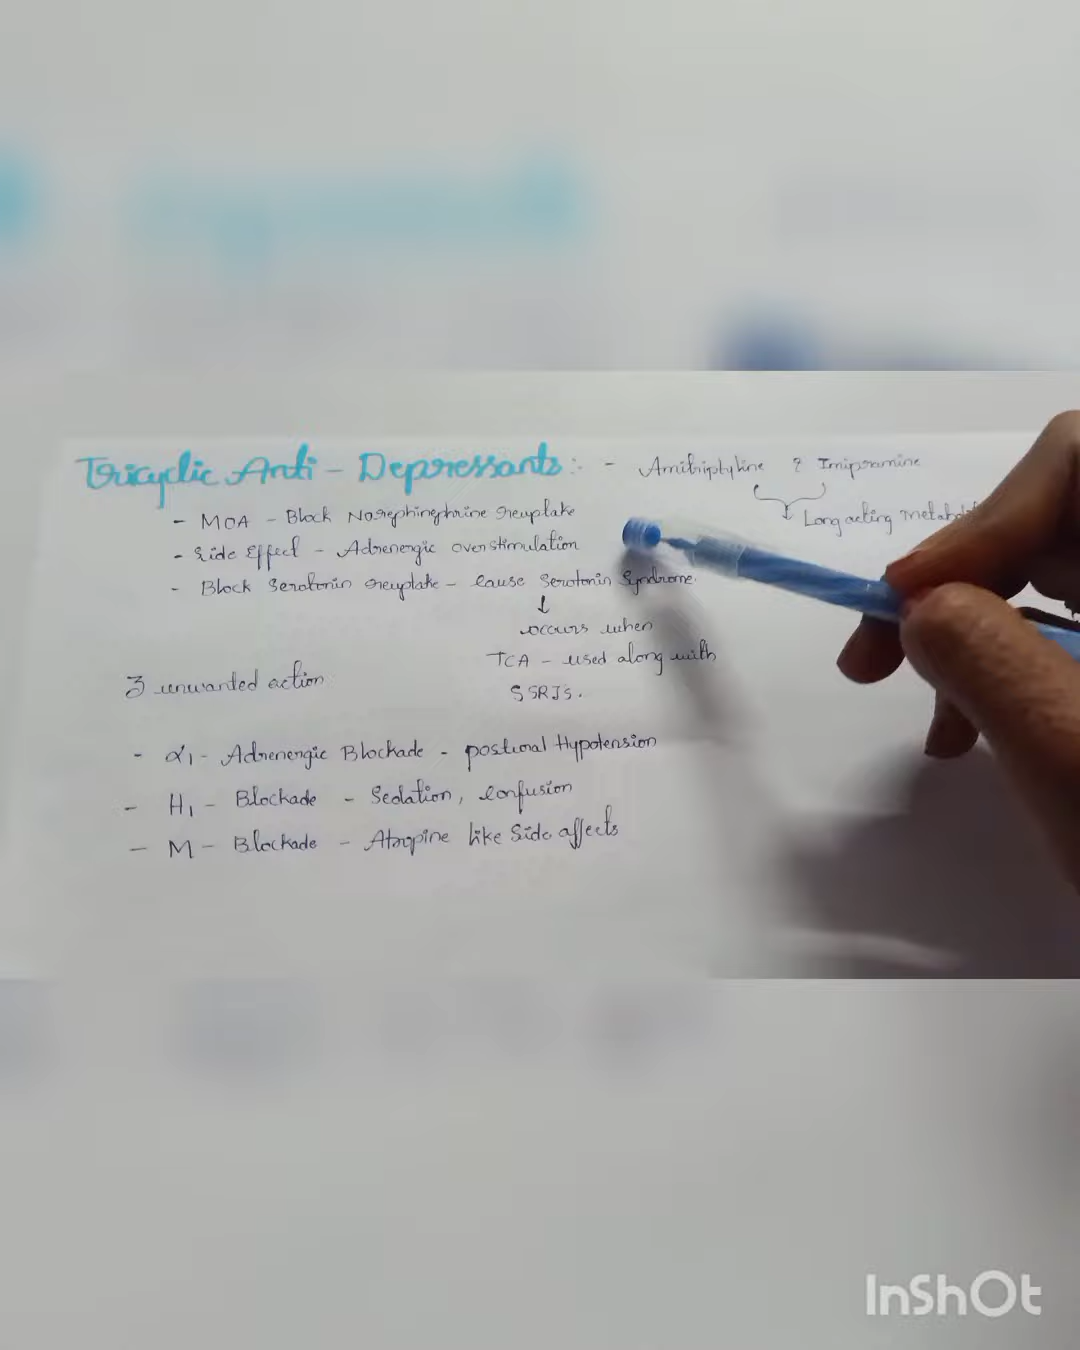 Tricyclic Anti - Depressants :- - Amitriptyline & Imipramine
Long acting
- MOA - Block Norephinephrine reuptake
- Side Effect - Adrenergic overstimulation
- Block Serotonin reuptake - cause Serotonin Syndrome.
occurs when
TCA - used along with
SSRIs.
3 unwanted action
- α1 - Adrenergic Blockade - postural Hypotension
- H1 - Blockade - Sedation, confusion
- M - Blockade - Atropine like Side affects
InShOt